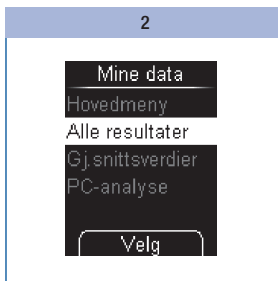 2
Mine data
Hovedmeny
Alle resultater
Gj.snittsverdier
PC-analyse
Velg